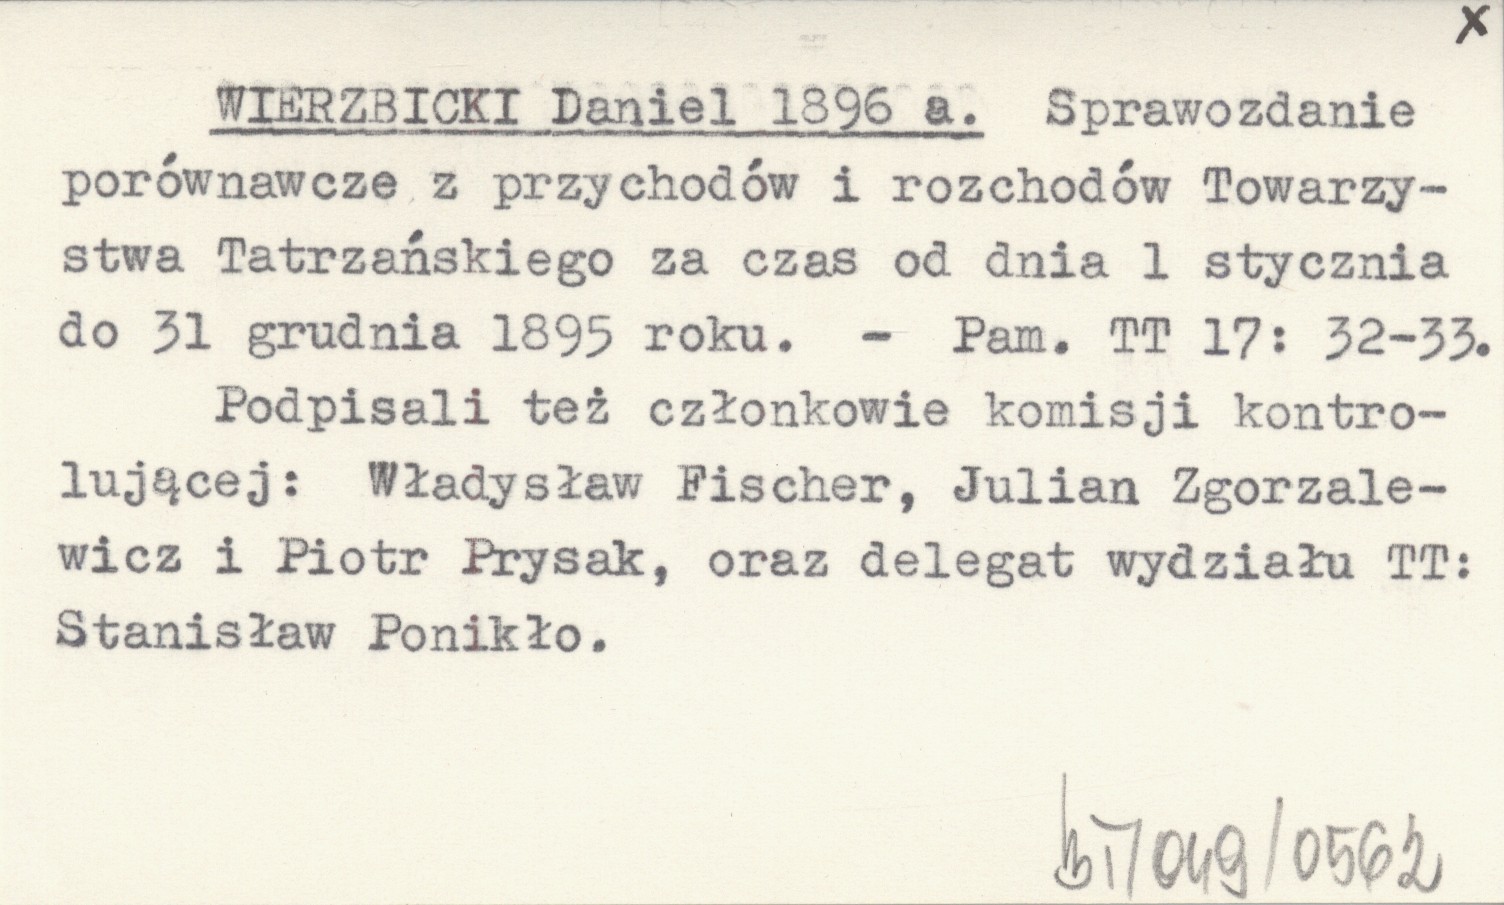 x
WIERZBICKI Daniel 1896 a. Sprawozdanie
porównawcze z przychodów i rozchodów Towarzy-
stwa Tatrzańskiego za czas od dnia 1 stycznia
do 31 grudnia 1895 roku. - Pam. TT 17: 32-33.
Podpisali też członkowie komisji kontro-
lującej: Władysław Fischer, Julian Zgorzale-
wicz i Piotr Prysak, oraz delegat wydziału TT:
Stanisław Ponikło.
BT/049/0562